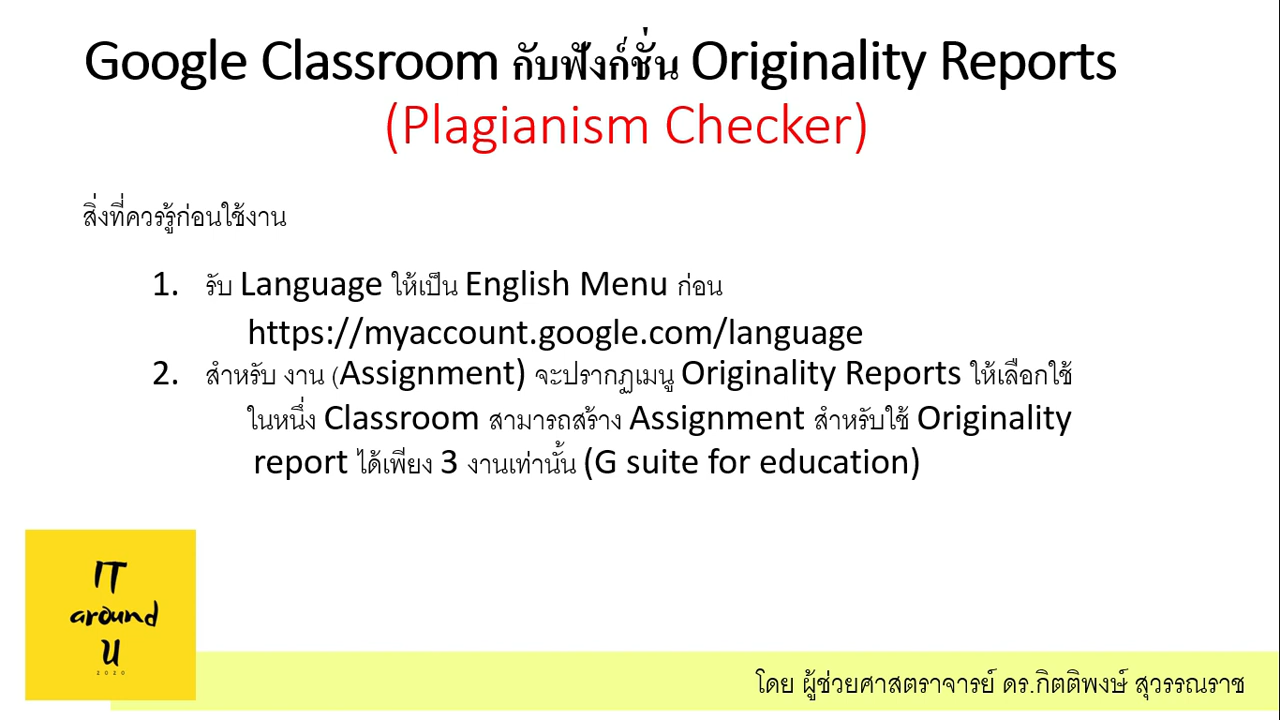 Google Classroom กับฟังก์ชั่น Originality Reports
(Plagianism Checker)
สิ่งที่ควรรู้ก่อนใช้งาน
1. รับ Language ให้เป็น English Menu ก่อน
https://myaccount.google.com/language
2. สำหรับ งาน (Assignment) จะปรากฏเมนู Originality Reports ให้เลือกใช้
ในหนึ่ง Classroom สามารถสร้าง Assignment สำหรับใช้ Originality
report ได้เพียง 3 งานเท่านั้น (G suite for education)
IT
around
u
2020
โดย ผู้ช่วยศาสตราจารย์ ดร.กิตติพงษ์ สุวรรณราช